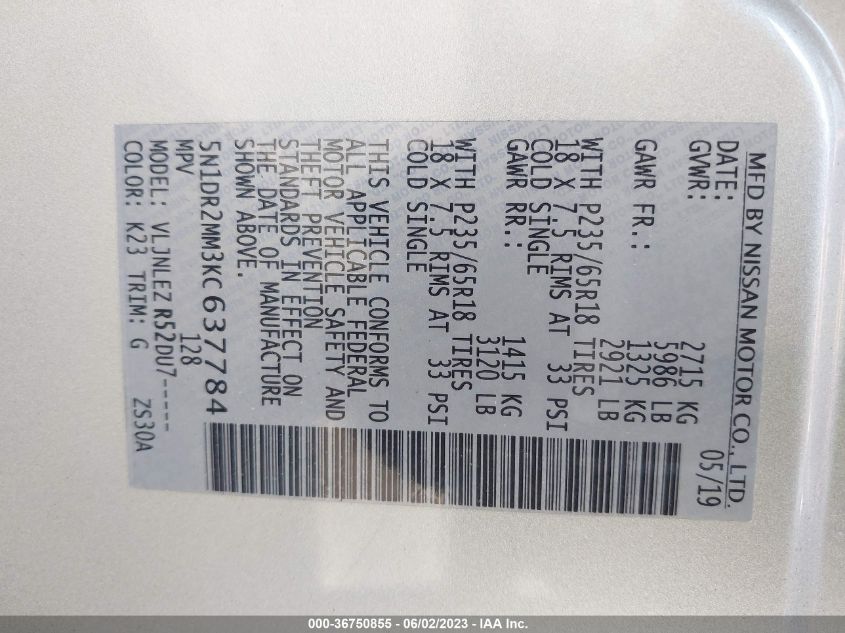 MFD BY NISSAN MOTOR CO., LTD.
DATE: 05/19
GVWR: 2715 KG
5986 LB
GAWR FR.: 1325 KG
2921 LB
WITH P235/65R18 TIRES
18 X 7.5 RIMS AT 33 PSI
COLD SINGLE
GAWR RR.: 1415 KG
3120 LB
WITH P235/65R18 TIRES
18 X 7.5 RIMS AT 33 PSI
COLD SINGLE
THIS VEHICLE CONFORMS TO
ALL APPLICABLE FEDERAL
MOTOR VEHICLE SAFETY AND
THEFT PREVENTION
STANDARDS IN EFFECT ON
THE DATE OF MANUFACTURE
SHOWN ABOVE.
5N1DR2MM3KC637784
MPV 128
MODEL: VLJNLEZ R52DU7-----
COLOR: K23 TRIM: G ZS30A
000-36750855 - 06/02/2023 - IAA Inc.